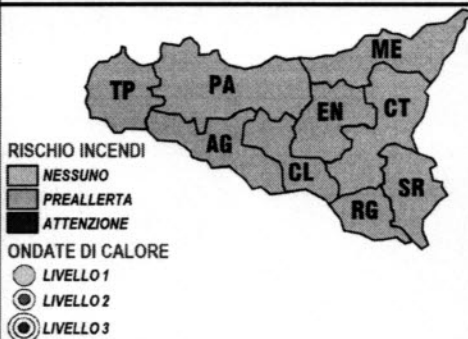 ME
TP
PA
EN
CT
AG
CL
SR
RG
RISCHIO INCENDI
NESSUNO
PREALLERTA
ATTENZIONE
ONDATE DI CALORE
LIVELLO 1
LIVELLO 2
LIVELLO 3